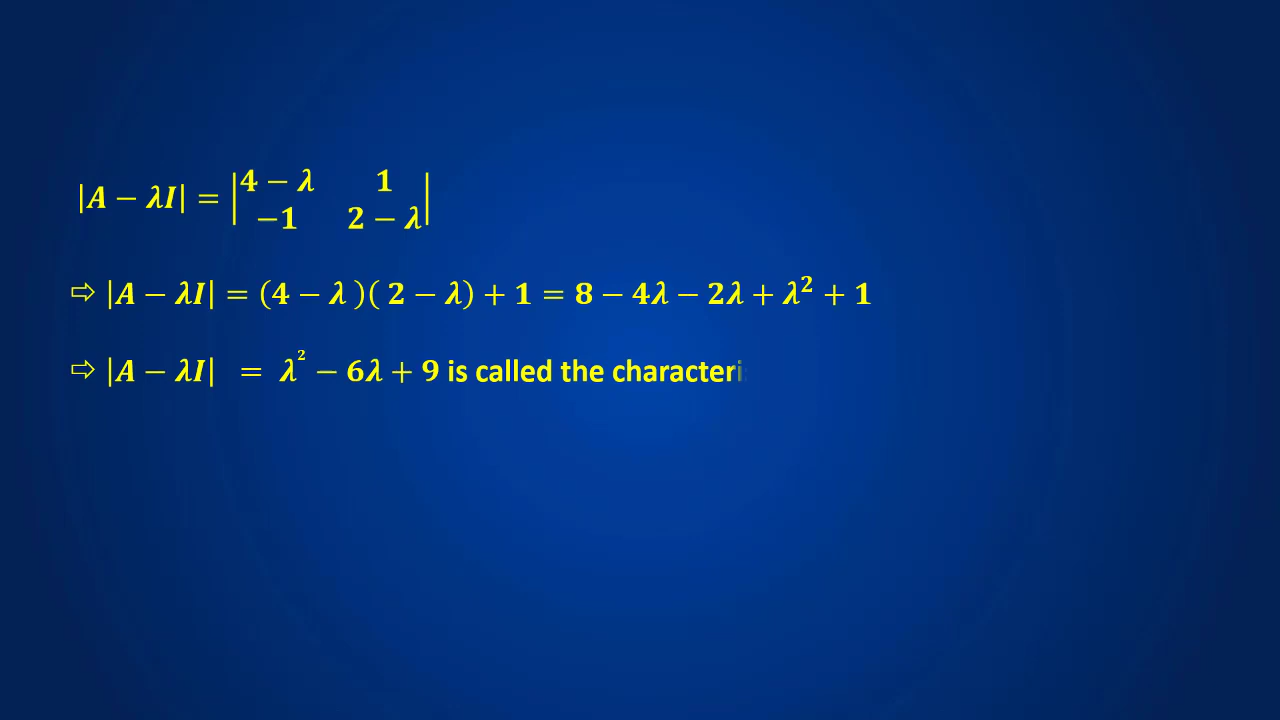 |A − λI| = |4 − λ 1
−1 2 − λ|
⇨ |A − λI| = (4 − λ )( 2 − λ) + 1 = 8 − 4λ − 2λ + λ² + 1
⇨ |A − λI| = λ² − 6λ + 9 is called the characteri